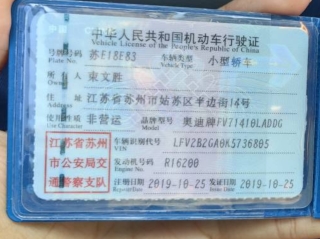 中华人民共和国机动车行驶证
Vehicle License of the People's Republic of China
号牌号码 苏E18E83 车辆类型 小型轿车
Plate No. Vehicle Type
所有人 束文胜
Owner
住址 江苏省苏州市姑苏区半边街14号
Address
使用性质 非营运 品牌型号 奥迪牌FV71410LADDG
Use Character Model
江苏省苏州 车辆识别代号 LFV2B2GA0K5736805
VIN
市公安局交 发动机号码 R16200
Engine No.
通警察支队 注册日期 2019-10-25 发证日期 2019-10-25
Register Date Issue Date